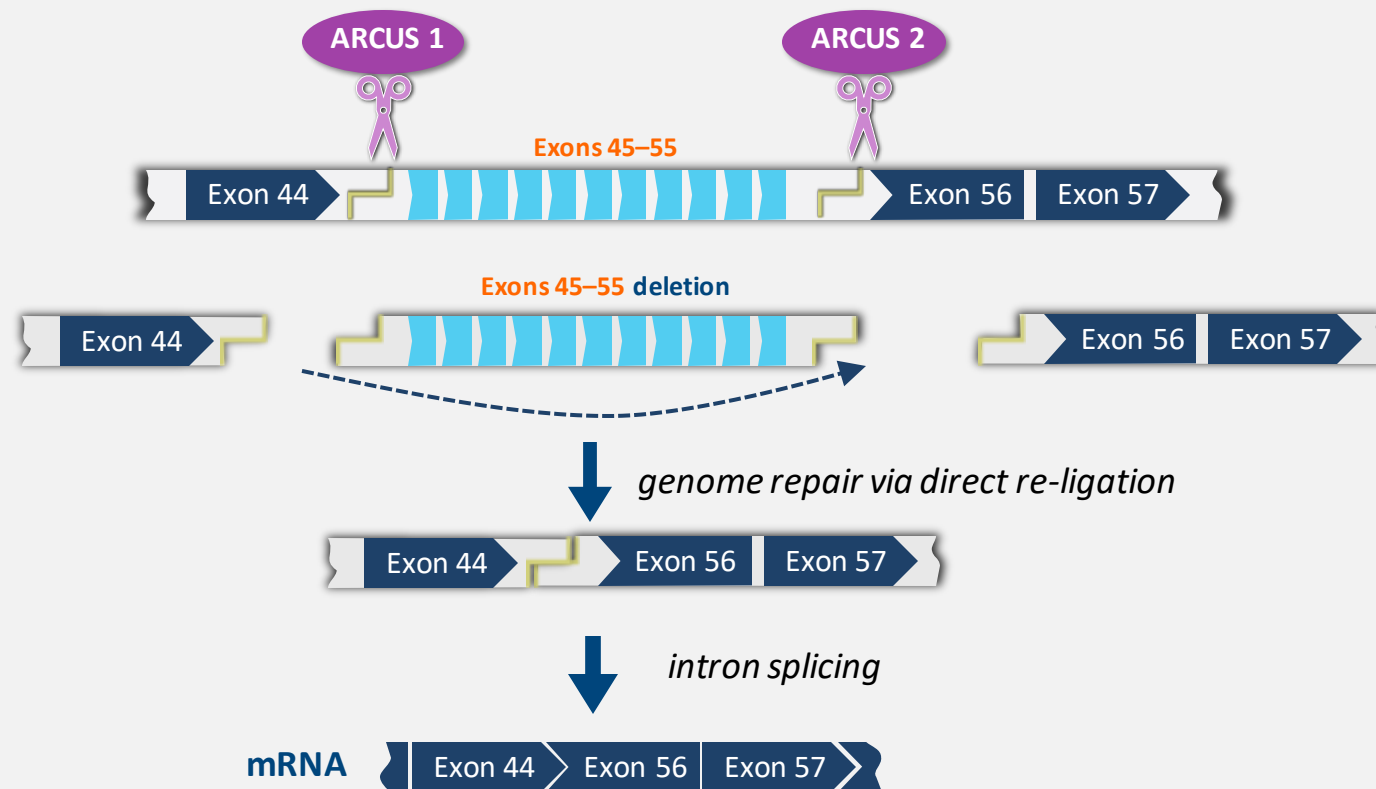 ARCUS 1
ARCUS 2
Exons 45–55
Exon 44
Exon 56
Exon 57
Exons 45–55 deletion
Exon 44
Exon 56
Exon 57
genome repair via direct re-ligation
Exon 44
Exon 56
Exon 57
intron splicing
mRNA
Exon 44
Exon 56
Exon 57